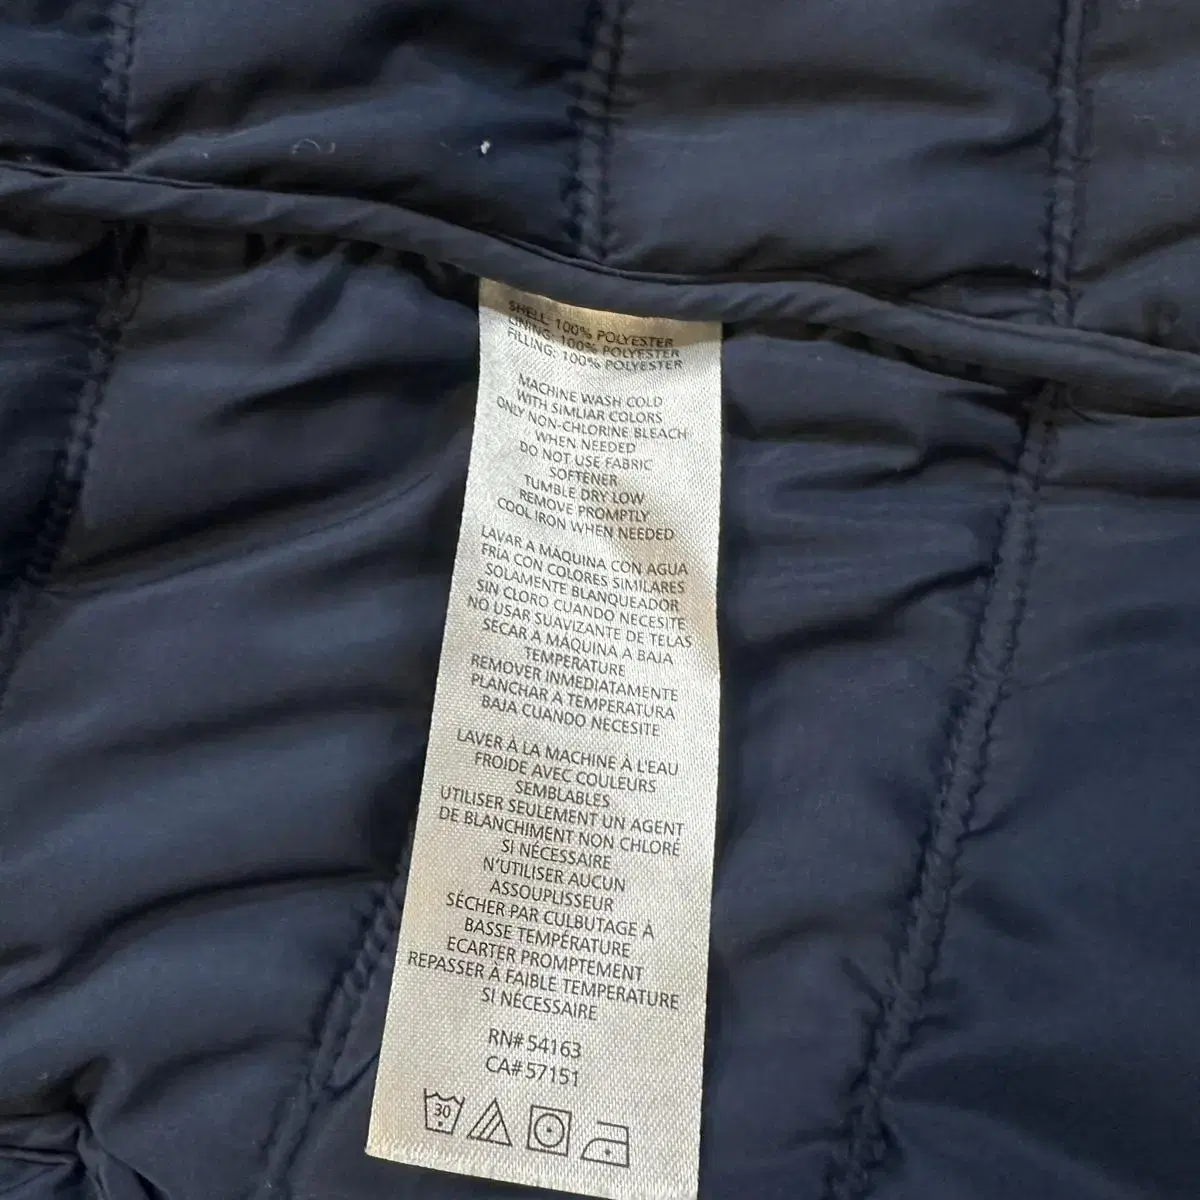 SHELL: 100% POLYESTER
LINING: 100% POLYESTER
FILLING: 100% POLYESTER
MACHINE WASH COLD
WITH SIMLIAR COLORS
ONLY NON-CHLORINE BLEACH
WHEN NEEDED
DO NOT USE FABRIC
SOFTENER
TUMBLE DRY LOW
REMOVE PROMPTLY
COOL IRON WHEN NEEDED
LAVAR A MÁQUINA CON AGUA
FRÍA CON COLORES SIMILARES
SOLAMENTE BLANQUEADOR
SIN CLORO CUANDO NECESITE
NO USAR SUAVIZANTE DE TELAS
SECAR A MÁQUINA A BAJA
TEMPERATURE
REMOVER INMEDIATAMENTE
PLANCHAR A TEMPERATURA
BAJA CUANDO NECESITE
LAVER À LA MACHINE À L'EAU
FROIDE AVEC COULEURS
SEMBLABLES
UTILISER SEULEMENT UN AGENT
DE BLANCHIMENT NON CHLORÉ
SI NÉCESSAIRE
N'UTILISER AUCUN
ASSOUPLISSEUR
SÉCHER PAR CULBUTAGE À
BASSE TEMPÉRATURE
ECARTER PROMPTEMENT
REPASSER À FAIBLE TEMPERATURE
SI NÉCESSAIRE
RN# 54163
CA# 57151
30